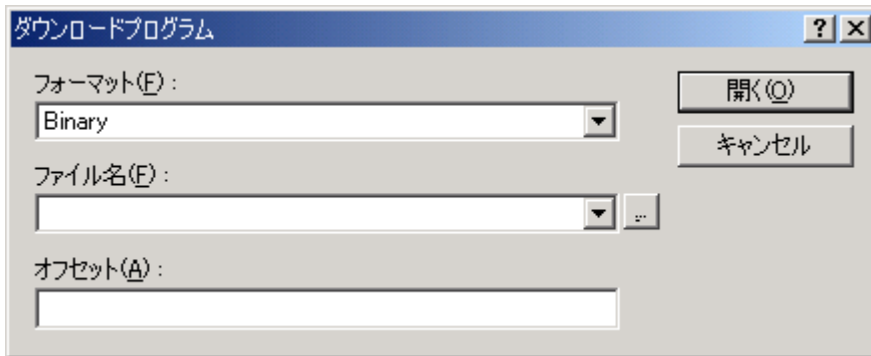 ダウンロードプログラム
フォーマット(F) :
Binary
開く(O)
キャンセル
ファイル名(F) :
...
オフセット(A) :